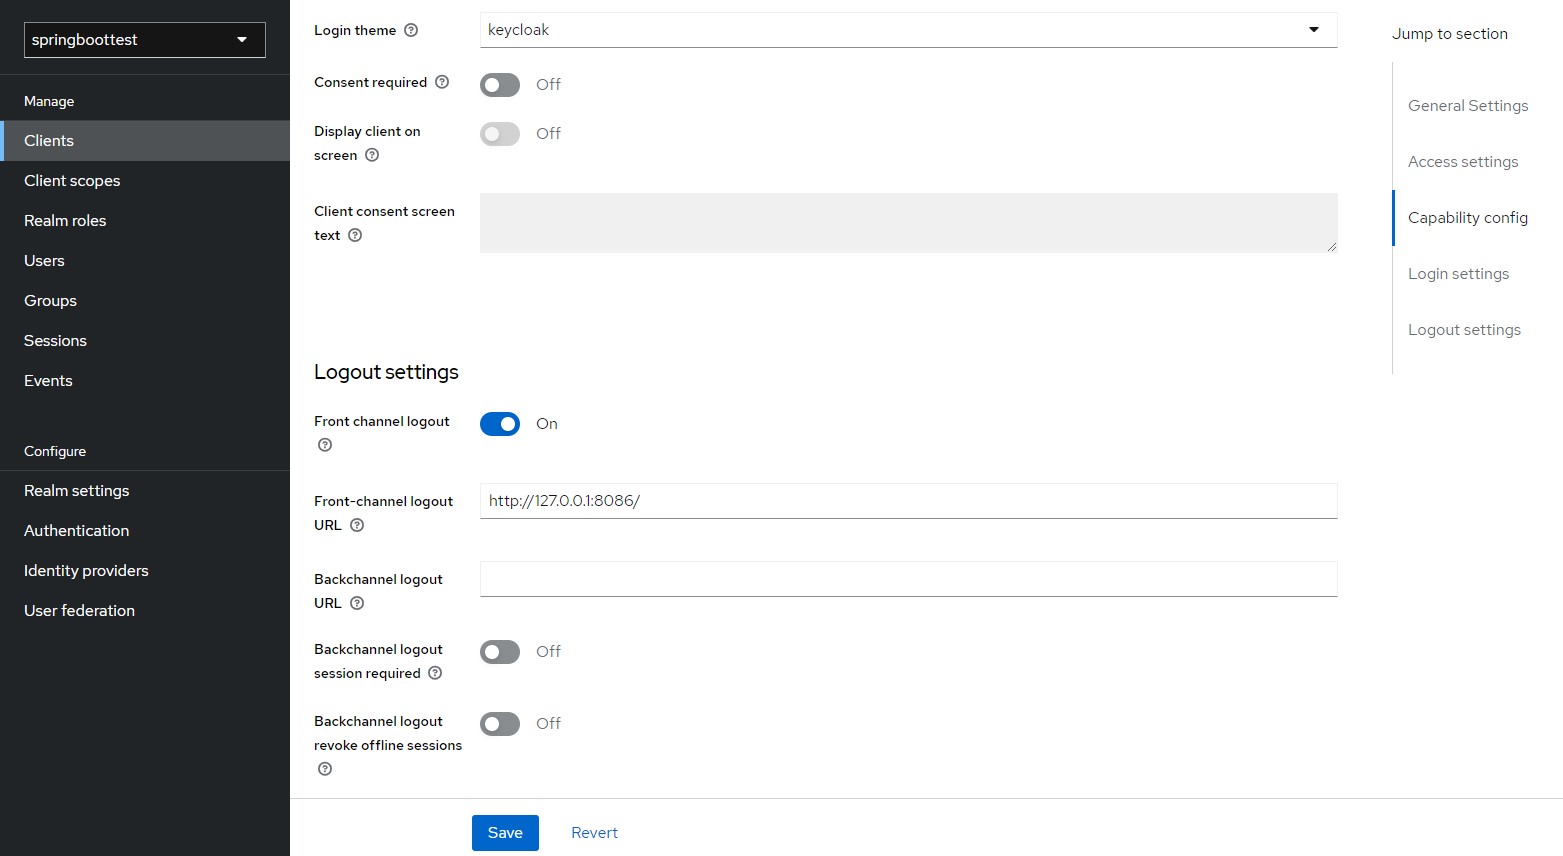 springboottest
Manage
Clients
Client scopes
Realm roles
Users
Groups
Sessions
Events
Configure
Realm settings
Authentication
Identity providers
User federation
Login theme
keycloak
Consent required
Off
Display client on
screen
Off
Client consent screen
text
Logout settings
Front channel logout
On
Front-channel logout
URL
http://127.0.0.1:8086/
Backchannel logout
URL
Backchannel logout
session required
Off
Backchannel logout
revoke offline sessions
Off
Save
Revert
Jump to section
General Settings
Access settings
Capability config
Login settings
Logout settings